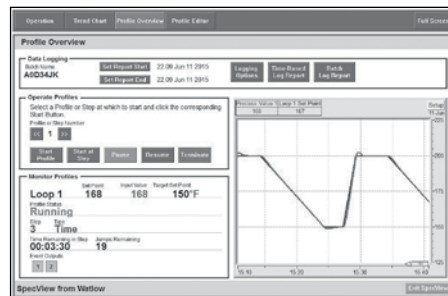 Operation Trend Chart Profile Overview Profile Editor Full Screen
Profile Overview
Data Logging
Batch Name
A0D34JK
Set Report Start 22 09 Jun 11 2015
Set Report End 22 09 Jun 11 2015
Logging Options
Time Based Log Report
Batch Log Report
Operate Profiles
Select a Profile or Step at which to start and click the corresponding
Start Button.
Profile or Step Number
<< 1 >>
Start Profile
Start at Step
Pause
Resume
Terminate
Monitor Profiles
Set Point Input Value Target Set Point
Loop 1 168 168 150°F
Profile Status
Running
Step Type
3 Time
Time Remaining in Step Jumps Remaining
00:03:30 19
Event Outputs
1 2
Process Value Loop 1 Set Point
168 167
Setup
15:10 15:20 15:30 15:40
SpecView from Watlow
Exit SpecView